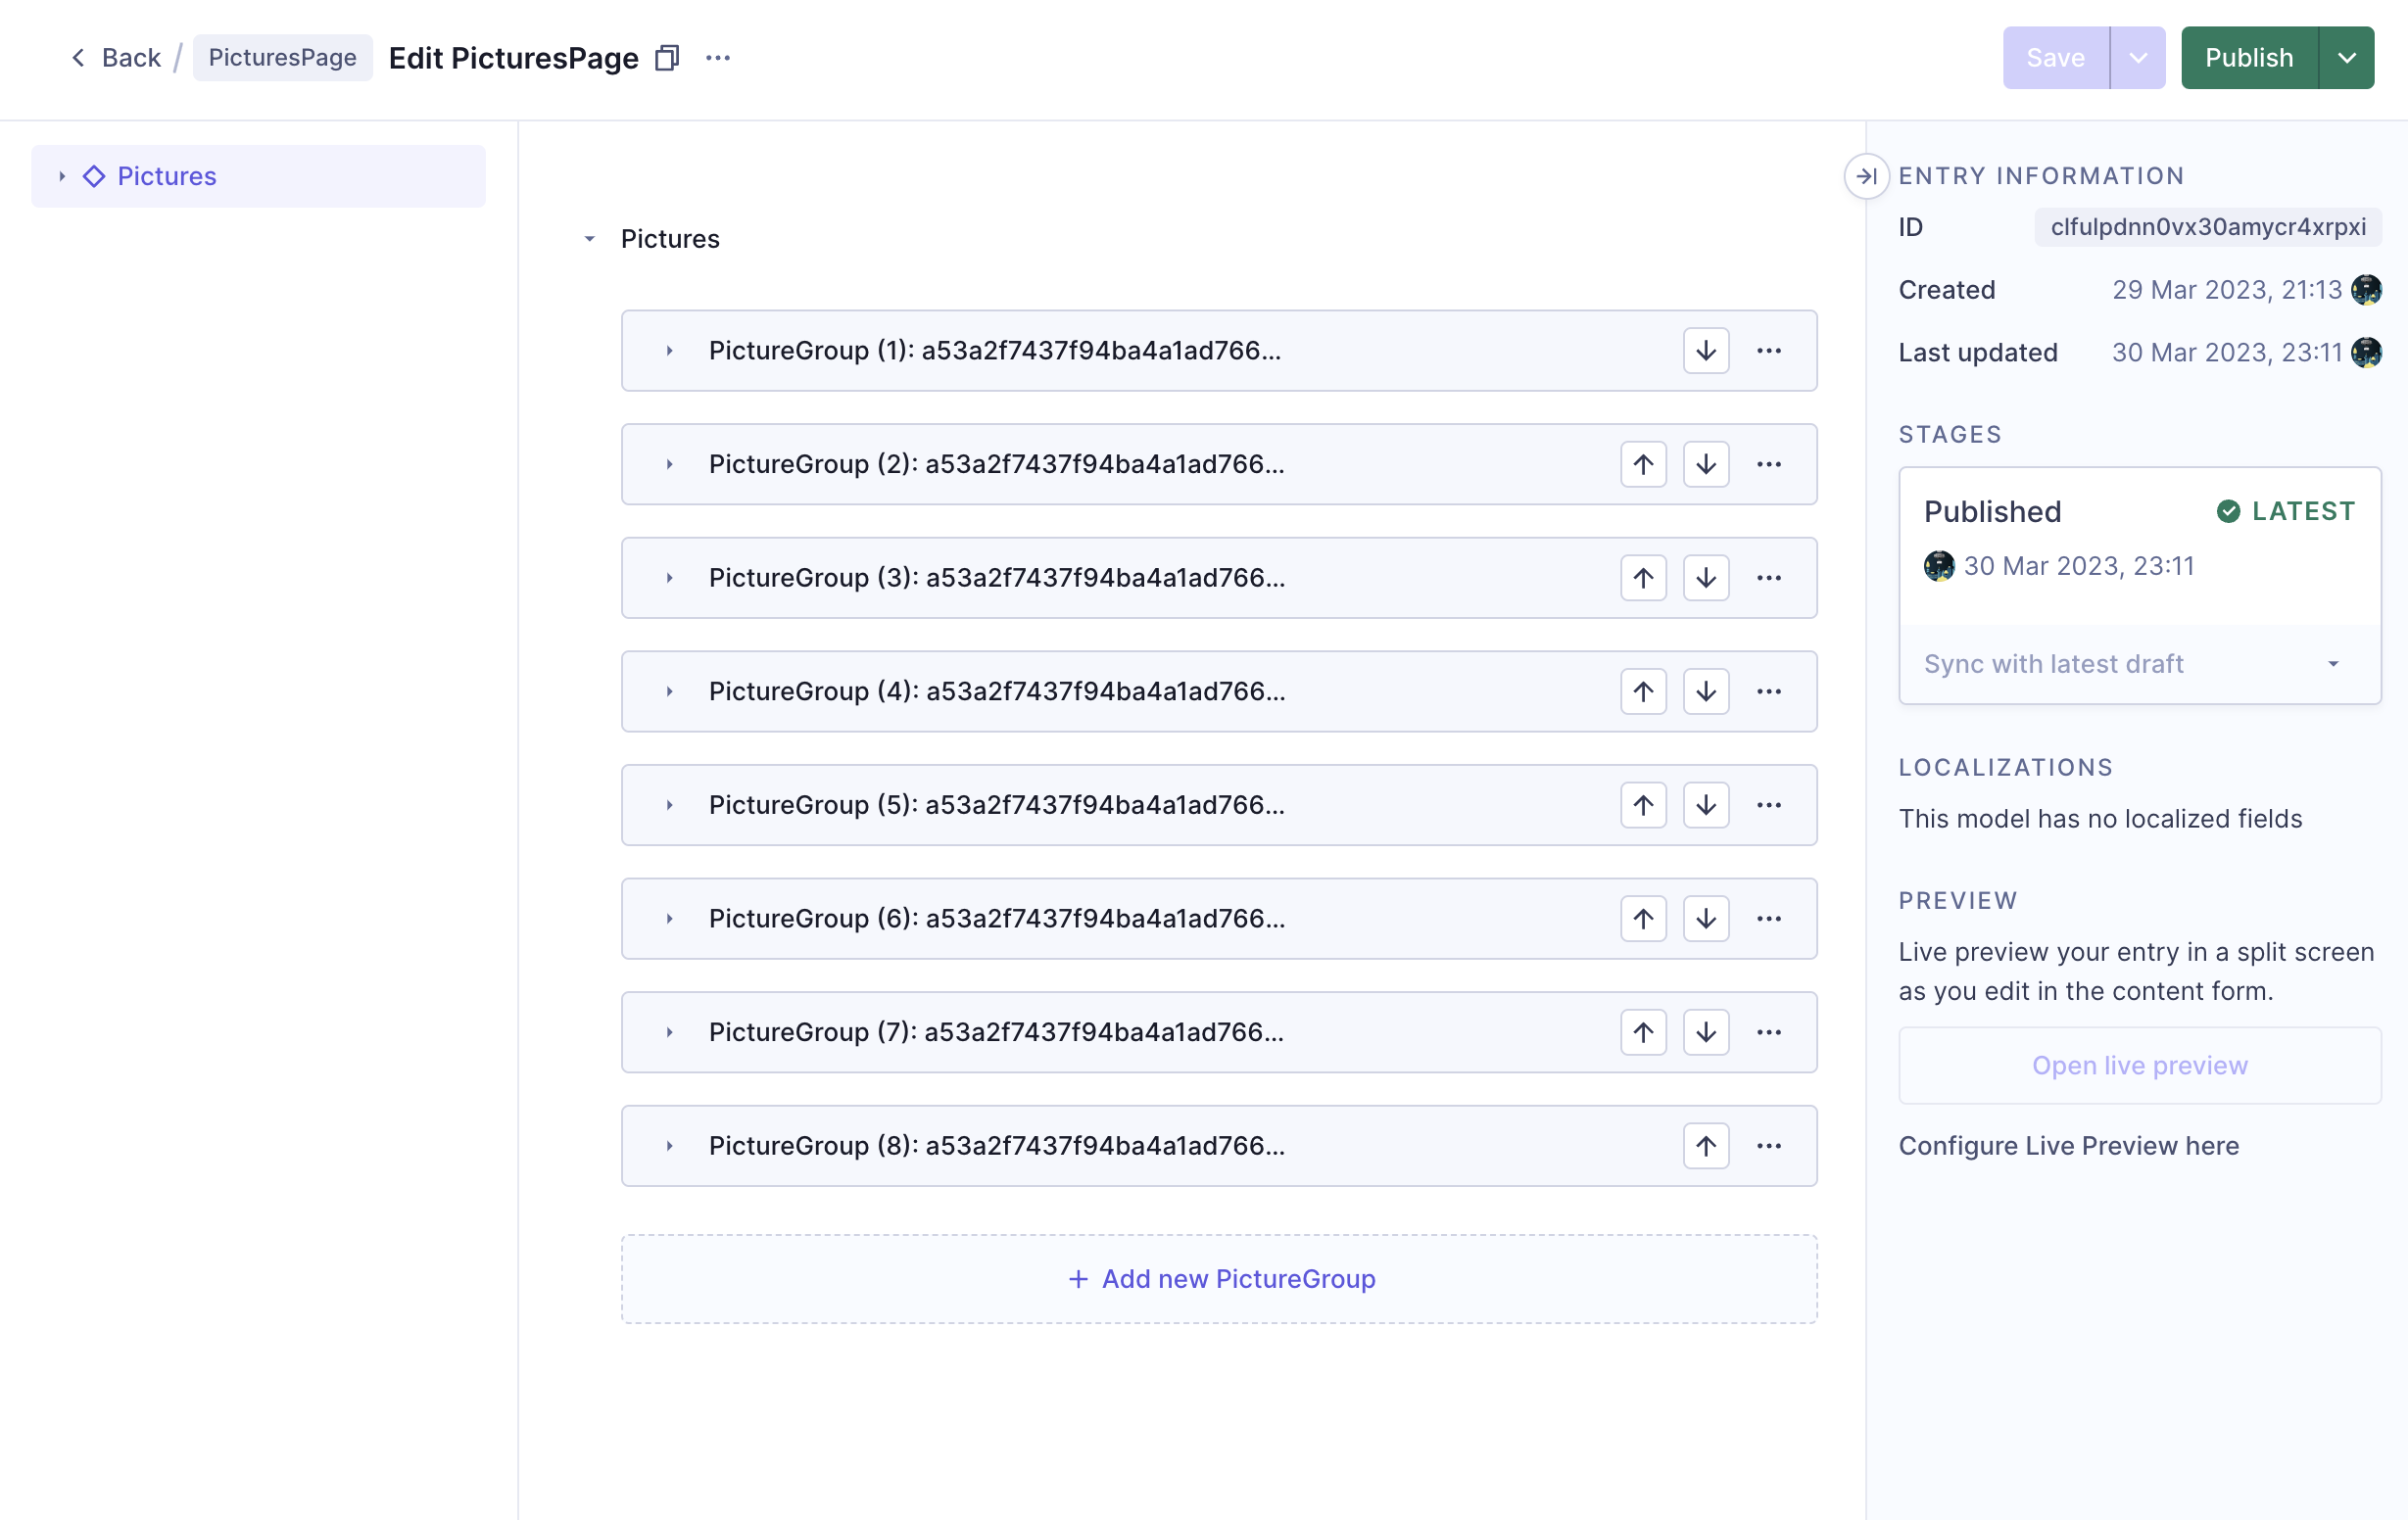 Back / PicturesPage Edit PicturesPage
Save
Publish
Pictures
Pictures
PictureGroup (1): a53a2f7437f94ba4a1ad766...
PictureGroup (2): a53a2f7437f94ba4a1ad766...
PictureGroup (3): a53a2f7437f94ba4a1ad766...
PictureGroup (4): a53a2f7437f94ba4a1ad766...
PictureGroup (5): a53a2f7437f94ba4a1ad766...
PictureGroup (6): a53a2f7437f94ba4a1ad766...
PictureGroup (7): a53a2f7437f94ba4a1ad766...
PictureGroup (8): a53a2f7437f94ba4a1ad766...
+ Add new PictureGroup
ENTRY INFORMATION
ID clfulpdnn0vx30amycr4xrpxi
Created 29 Mar 2023, 21:13
Last updated 30 Mar 2023, 23:11
STAGES
Published LATEST
30 Mar 2023, 23:11
Sync with latest draft
LOCALIZATIONS
This model has no localized fields
PREVIEW
Live preview your entry in a split screen
as you edit in the content form.
Open live preview
Configure Live Preview here